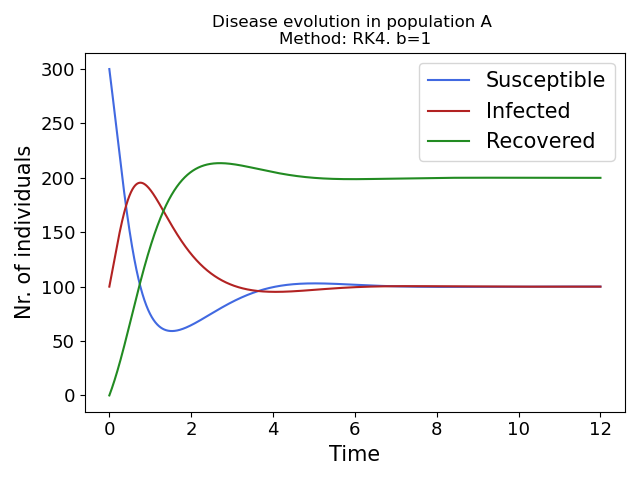 Disease evolution in population A
Method: RK4. b=1
Susceptible
Infected
Recovered
Nr. of individuals
300
250
200
150
100
50
0
0 2 4 6 8 10 12
Time